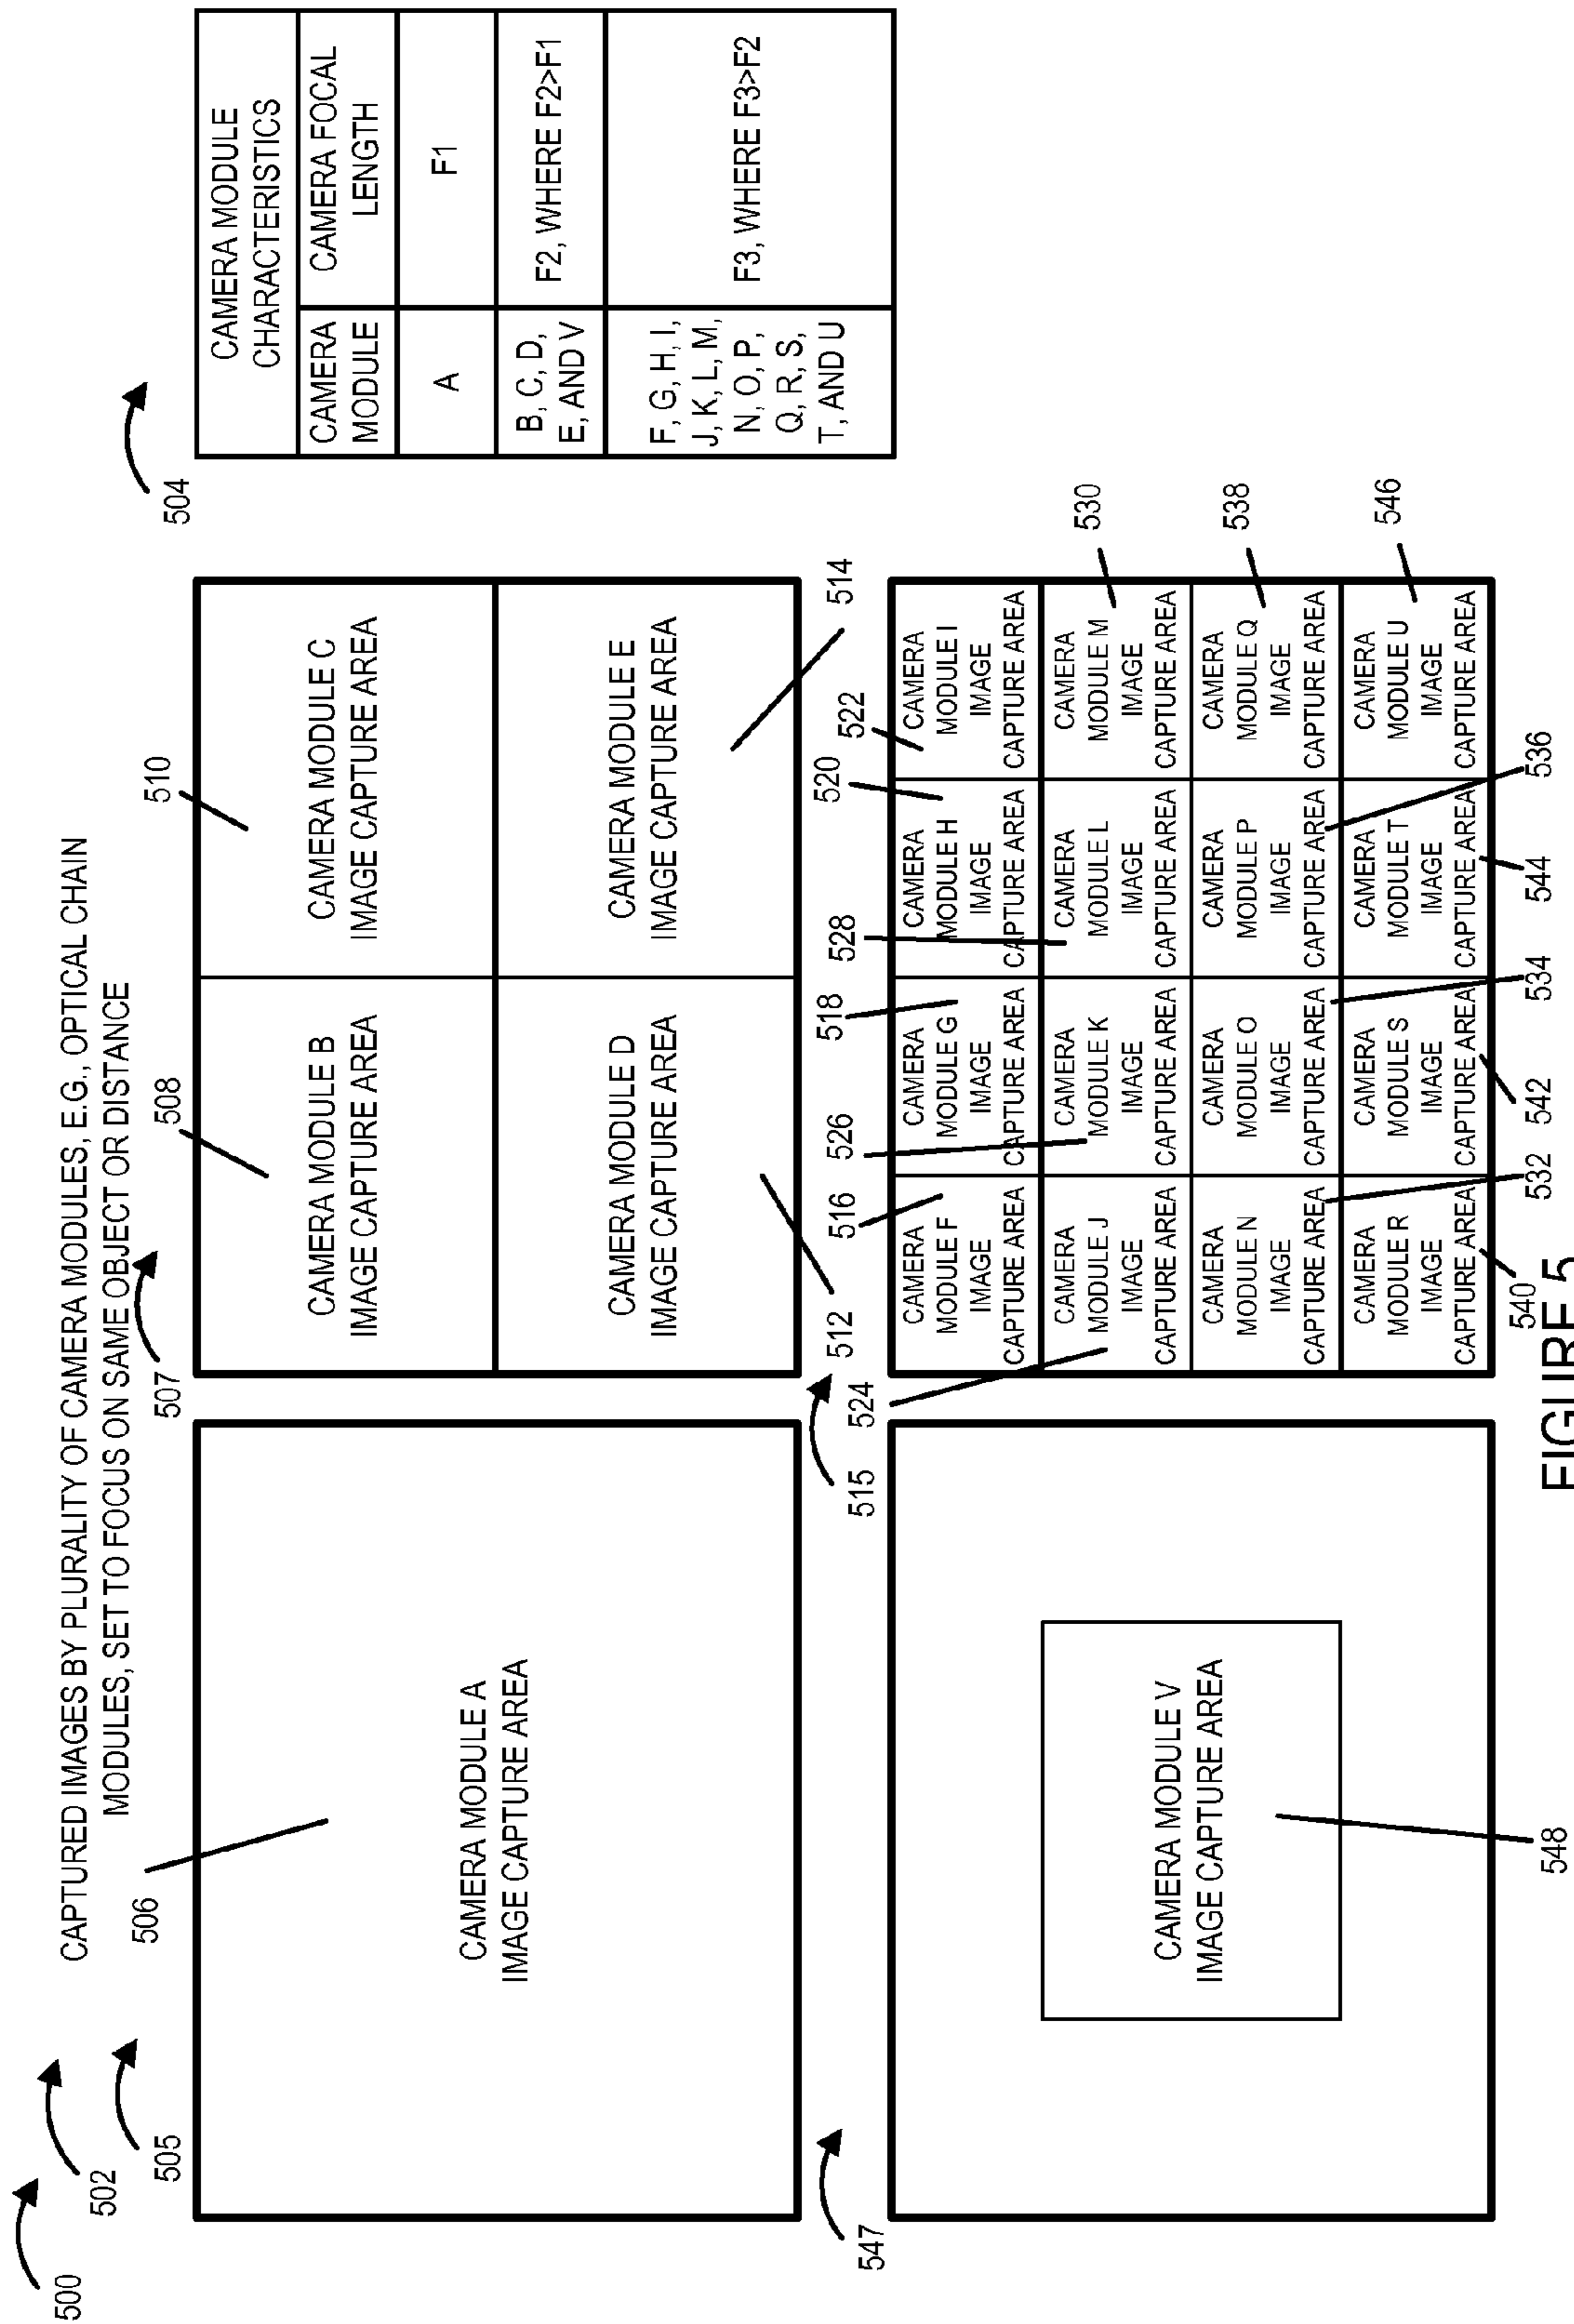 CAPTURED IMAGES BY PLURALITY OF CAMERA MODULES, E.G., OPTICAL CHAIN
MODULES, SET TO FOCUS ON SAME OBJECT OR DISTANCE
500
502
505
506
CAMERA MODULE A
IMAGE CAPTURE AREA
507
508
CAMERA MODULE B
IMAGE CAPTURE AREA
510
CAMERA MODULE C
IMAGE CAPTURE AREA
512
CAMERA MODULE D
IMAGE CAPTURE AREA
514
CAMERA MODULE E
IMAGE CAPTURE AREA
504
CAMERA MODULE
CHARACTERISTICS
CAMERA
MODULE
CAMERA FOCAL
LENGTH
A
F1
B, C, D,
E, AND V
F2, WHERE F2>F1
F, G, H, I,
J, K, L, M,
N, O, P,
Q, R, S,
T, AND U
F3, WHERE F3>F2
547
CAMERA MODULE V
IMAGE CAPTURE AREA
548
515
516
CAMERA
MODULE F
IMAGE
CAPTURE AREA
518
CAMERA
MODULE G
IMAGE
CAPTURE AREA
520
CAMERA
MODULE H
IMAGE
CAPTURE AREA
522
CAMERA
MODULE I
IMAGE
CAPTURE AREA
524
CAMERA
MODULE J
IMAGE
CAPTURE AREA
526
CAMERA
MODULE K
IMAGE
CAPTURE AREA
528
CAMERA
MODULE L
IMAGE
CAPTURE AREA
530
CAMERA
MODULE M
IMAGE
CAPTURE AREA
532
CAMERA
MODULE N
IMAGE
CAPTURE AREA
534
CAMERA
MODULE O
IMAGE
CAPTURE AREA
536
CAMERA
MODULE P
IMAGE
CAPTURE AREA
538
CAMERA
MODULE Q
IMAGE
CAPTURE AREA
540
CAMERA
MODULE R
IMAGE
CAPTURE AREA
542
CAMERA
MODULE S
IMAGE
CAPTURE AREA
544
CAMERA
MODULE T
IMAGE
CAPTURE AREA
546
CAMERA
MODULE U
IMAGE
CAPTURE AREA
FIGURE 5